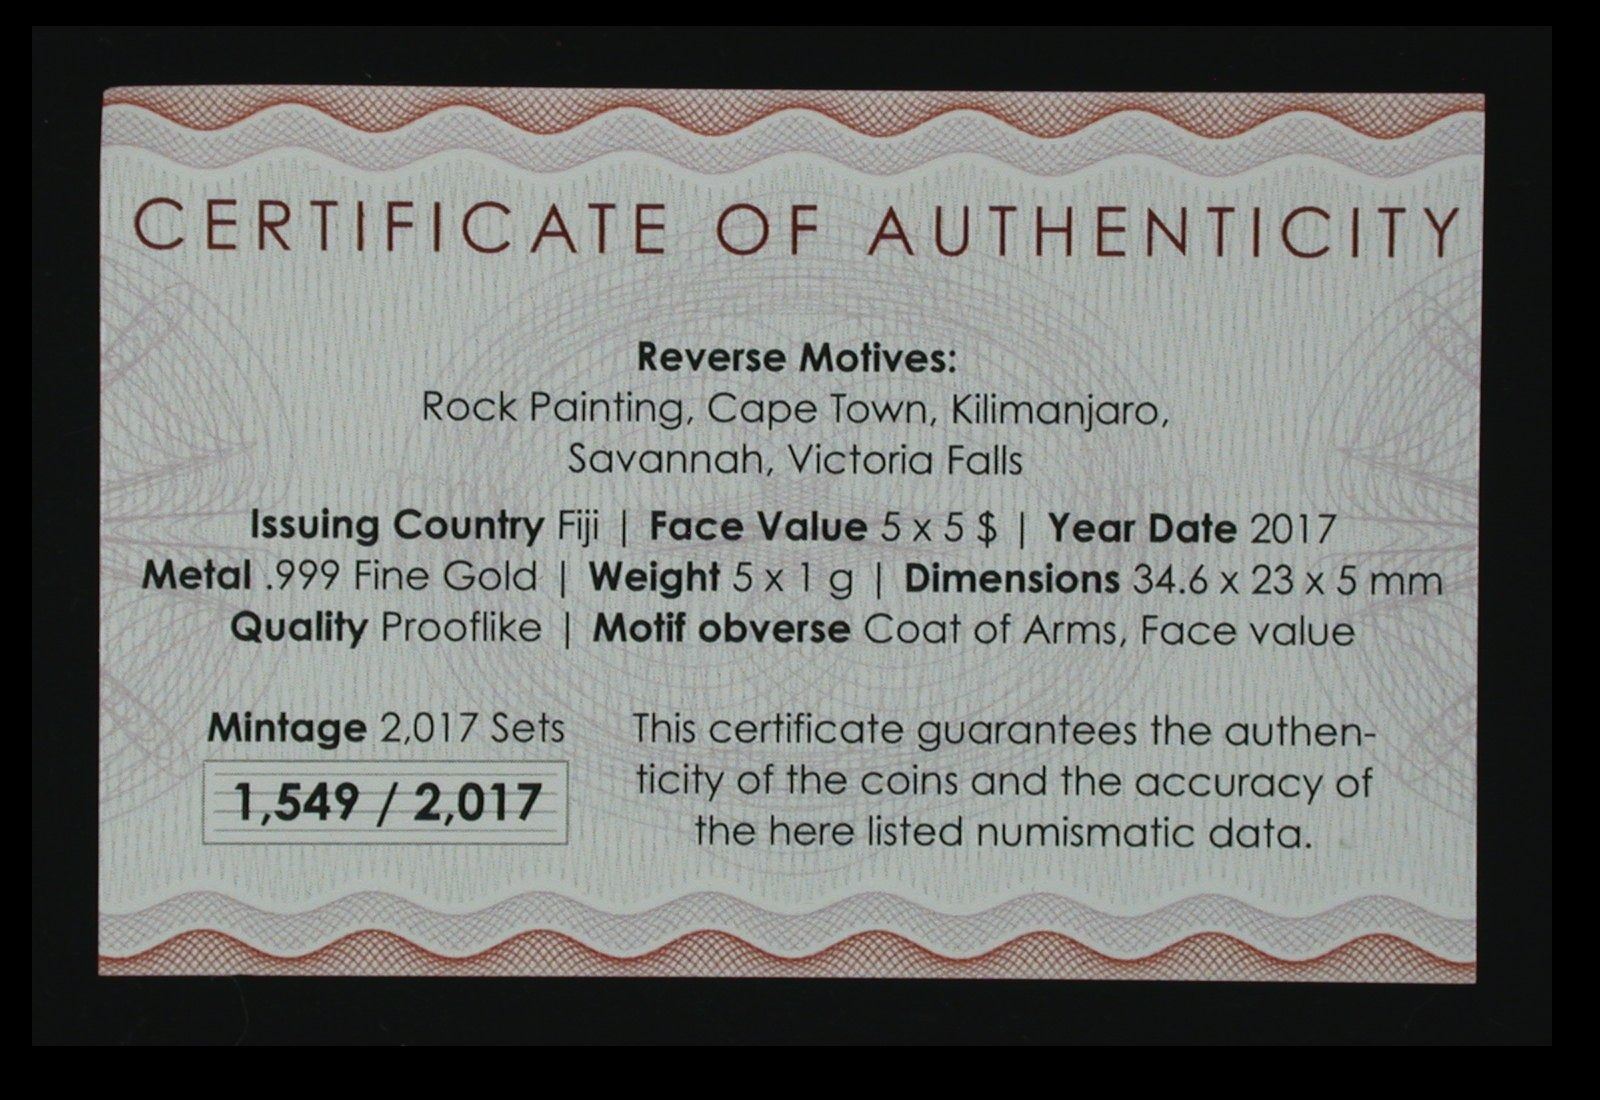 CERTIFICATE OF AUTHENTICITY
Reverse Motives:
Rock Painting, Cape Town, Kilimanjaro,
Savannah, Victoria Falls
Issuing Country Fiji | Face Value 5 x 5 $ | Year Date 2017
Metal .999 Fine Gold | Weight 5 x 1 g | Dimensions 34.6 x 23 x 5 mm
Quality Prooflike | Motif obverse Coat of Arms, Face value
Mintage 2,017 Sets
1,549 / 2,017
This certificate guarantees the authen-
ticity of the coins and the accuracy of
the here listed numismatic data.